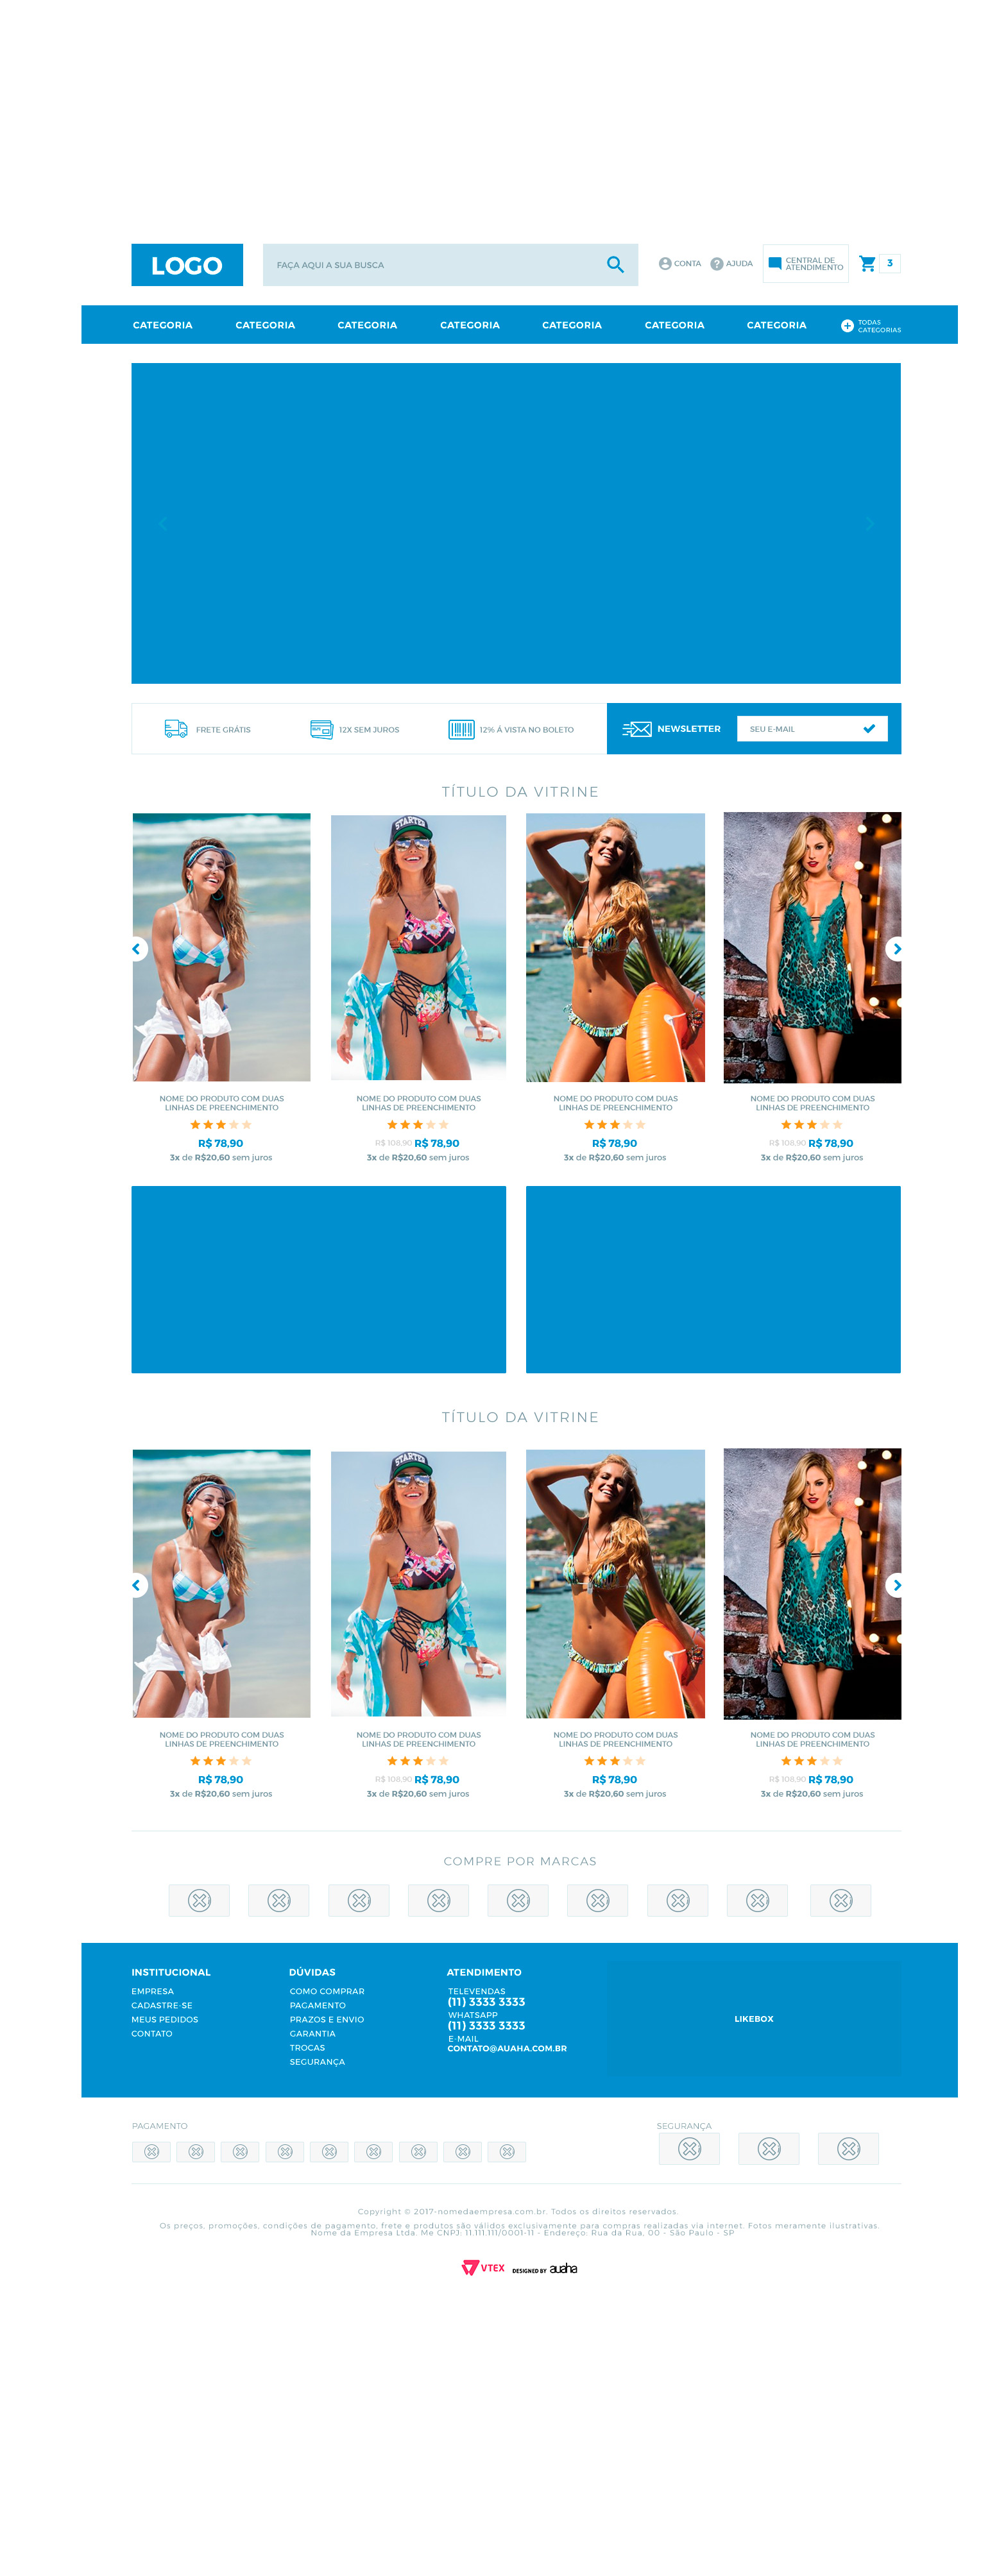 LOGO
FAÇA AQUI A SUA BUSCA
CONTA
AJUDA
CENTRAL DE
ATENDIMENTO
3
CATEGORIA CATEGORIA CATEGORIA CATEGORIA CATEGORIA CATEGORIA CATEGORIA
TODAS
CATEGORIAS
FRETE GRÁTIS
12X SEM JUROS
12% Á VISTA NO BOLETO
NEWSLETTER
SEU E-MAIL
TÍTULO DA VITRINE
STARTER
NOME DO PRODUTO COM DUAS
LINHAS DE PREENCHIMENTO
R$ 78,90
3x de R$20,60 sem juros
NOME DO PRODUTO COM DUAS
LINHAS DE PREENCHIMENTO
R$ 108,90 R$ 78,90
3x de R$20,60 sem juros
NOME DO PRODUTO COM DUAS
LINHAS DE PREENCHIMENTO
R$ 78,90
3x de R$20,60 sem juros
NOME DO PRODUTO COM DUAS
LINHAS DE PREENCHIMENTO
R$ 108,90 R$ 78,90
3x de R$20,60 sem juros
TÍTULO DA VITRINE
STARTER
NOME DO PRODUTO COM DUAS
LINHAS DE PREENCHIMENTO
R$ 78,90
3x de R$20,60 sem juros
NOME DO PRODUTO COM DUAS
LINHAS DE PREENCHIMENTO
R$ 108,90 R$ 78,90
3x de R$20,60 sem juros
NOME DO PRODUTO COM DUAS
LINHAS DE PREENCHIMENTO
R$ 78,90
3x de R$20,60 sem juros
NOME DO PRODUTO COM DUAS
LINHAS DE PREENCHIMENTO
R$ 108,90 R$ 78,90
3x de R$20,60 sem juros
COMPRE POR MARCAS
INSTITUCIONAL
EMPRESA
CADASTRE-SE
MEUS PEDIDOS
CONTATO
DÚVIDAS
COMO COMPRAR
PAGAMENTO
PRAZOS E ENVIO
GARANTIA
TROCAS
SEGURANÇA
ATENDIMENTO
TELEVENDAS
(11) 3333 3333
WHATSAPP
(11) 3333 3333
E-MAIL
CONTATO@AUAHA.COM.BR
LIKEBOX
PAGAMENTO
SEGURANÇA
Copyright © 2017-nomedaempresa.com.br. Todos os direitos reservados.
Os preços, promoções, condições de pagamento, frete e produtos são válidos exclusivamente para compras realizadas via internet. Fotos meramente ilustrativas.
Nome da Empresa Ltda. Me CNPJ: 11.111.111/0001-11 - Endereço: Rua da Rua, 00 - São Paulo - SP
VTEX DESIGNED BY auaha